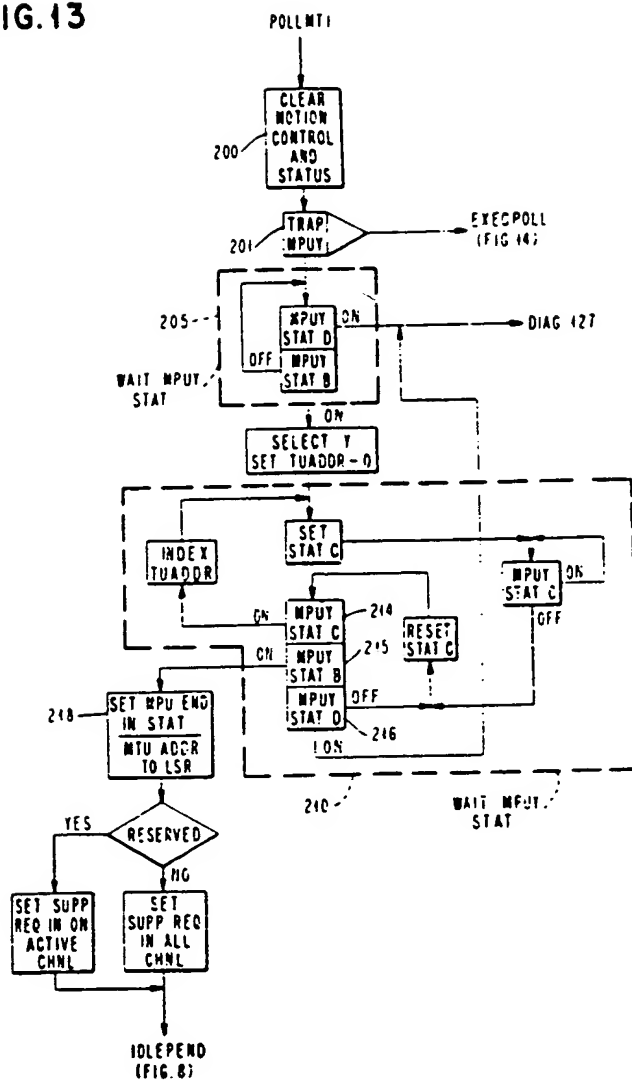 FIG.13
POLLMTI
CLEAR
MOTION
CONTROL
AND
STATUS
200
TRAP
MPUY
201
EXECPOLL
(FIG 14)
205
MPUY
STAT D
ON
OFF
MPUY
STAT B
DIAG 127
WAIT MPUY
STAT
ON
SELECT Y
SET TUADDR-0
SET
STAT C
INDEX
TUADDR
MPUY
STAT C
ON
OFF
ON
MPUY
STAT C
214
ON
MPUY
STAT B
215
RESET
STAT C
MPUY
STAT D
OFF
216
ON
218
SET MPU END
IN STAT
MTU ADDR
TO LSR
210
WAIT MPUY
STAT
YES
RESERVED
NO
SET SUPP
REQ IN ON
ACTIVE
CHNL
SET
SUPP REQ
IN ALL
CHNL
IDLEPEND
(FIG.8)